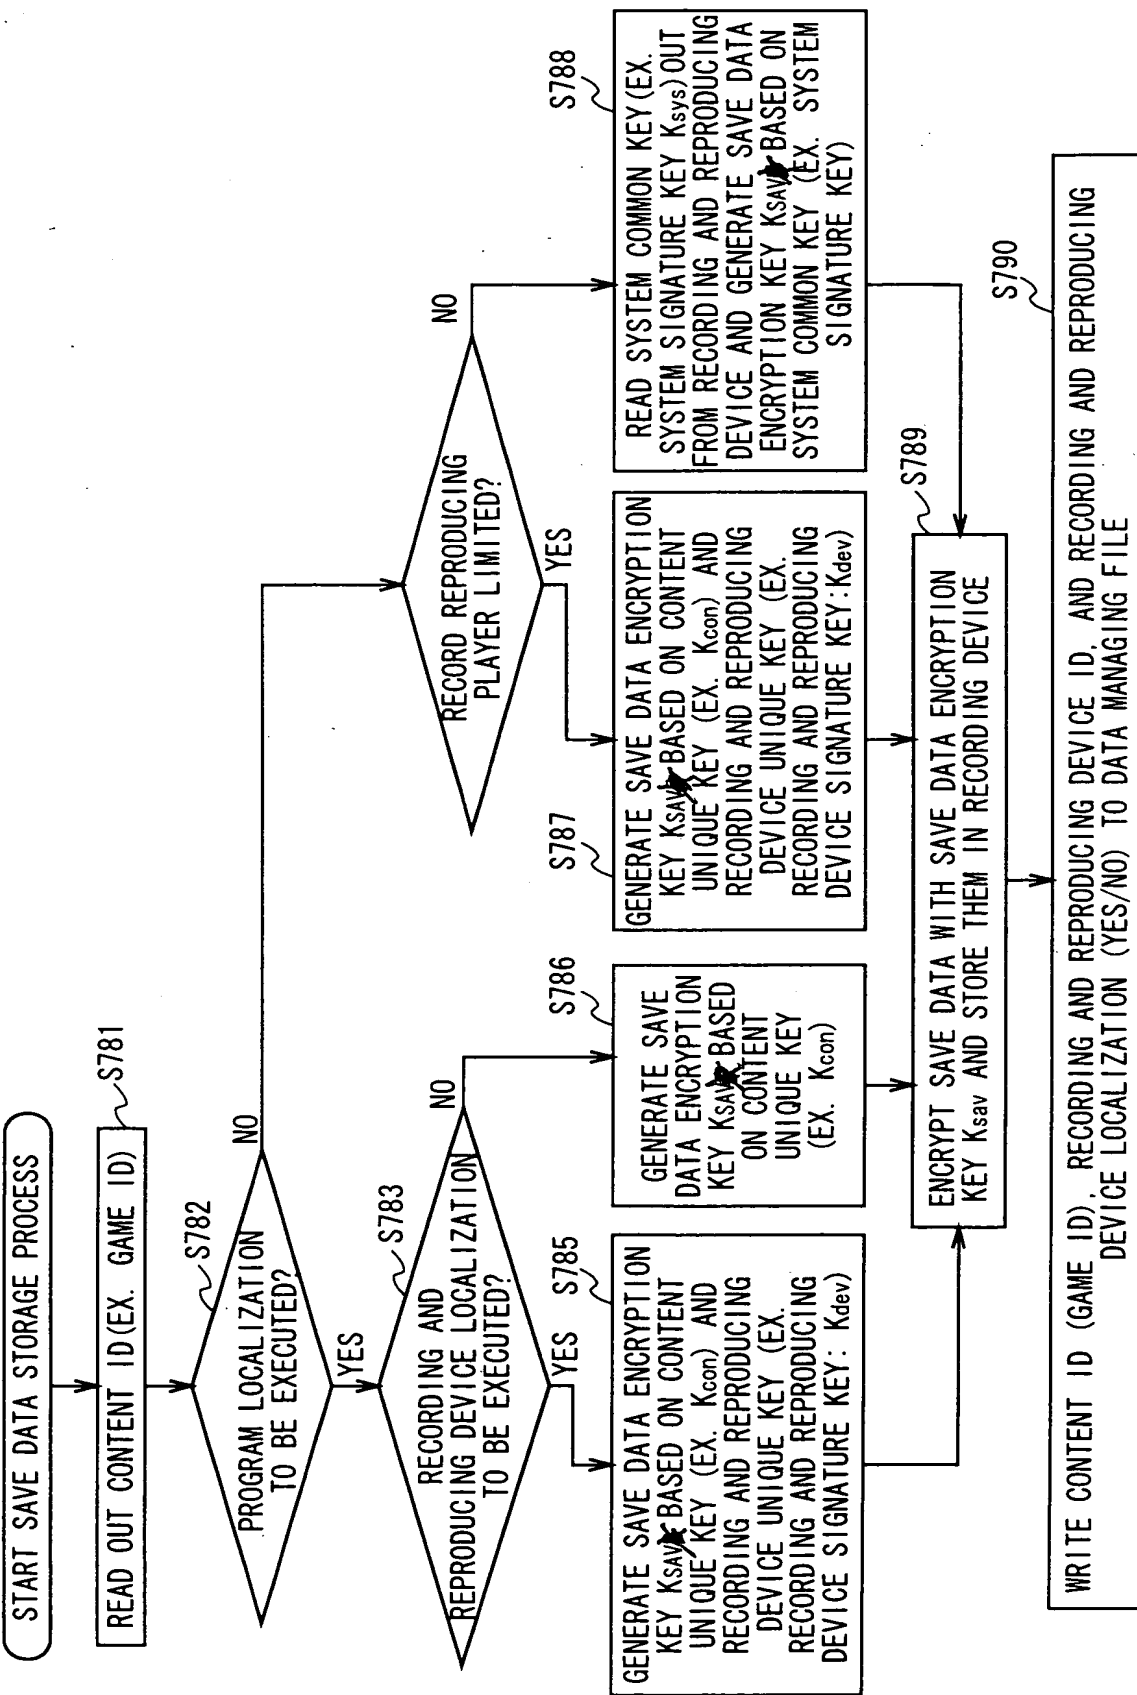 START SAVE DATA STORAGE PROCESS
S781
READ OUT CONTENT ID(EX. GAME ID)
S782
PROGRAM LOCALIZATION
TO BE EXECUTED?
NO
YES
S783
RECORDING AND
REPRODUCING DEVICE LOCALIZATION
TO BE EXECUTED?
NO
YES
RECORD REPRODUCING
PLAYER LIMITED?
NO
YES
S785
GENERATE SAVE DATA ENCRYPTION
KEY KSAV BASED ON CONTENT
UNIQUE KEY (EX. Kcon) AND
RECORDING AND REPRODUCING
DEVICE UNIQUE KEY (EX.
RECORDING AND REPRODUCING
DEVICE SIGNATURE KEY: Kdev)
S786
GENERATE SAVE
DATA ENCRYPTION
KEY KSAV BASED
ON CONTENT
UNIQUE KEY
(EX. Kcon)
S787
GENERATE SAVE DATA ENCRYPTION
KEY KSAV BASED ON CONTENT
UNIQUE KEY (EX. Kcon) AND
RECORDING AND REPRODUCING
DEVICE UNIQUE KEY (EX.
RECORDING AND REPRODUCING
DEVICE SIGNATURE KEY:Kdev)
S788
READ SYSTEM COMMON KEY(EX.
SYSTEM SIGNATURE KEY Ksys)OUT
FROM RECORDING AND REPRODUCING
DEVICE AND GENERATE SAVE DATA
ENCRYPTION KEY KSAV BASED ON
SYSTEM COMMON KEY (EX. SYSTEM
SIGNATURE KEY)
S789
ENCRYPT SAVE DATA WITH SAVE DATA ENCRYPTION
KEY Ksav AND STORE THEM IN RECORDING DEVICE
S790
WRITE CONTENT ID (GAME ID), RECORDING AND REPRODUCING DEVICE ID, AND RECORDING AND REPRODUCING
DEVICE LOCALIZATION (YES/NO) TO DATA MANAGING FILE